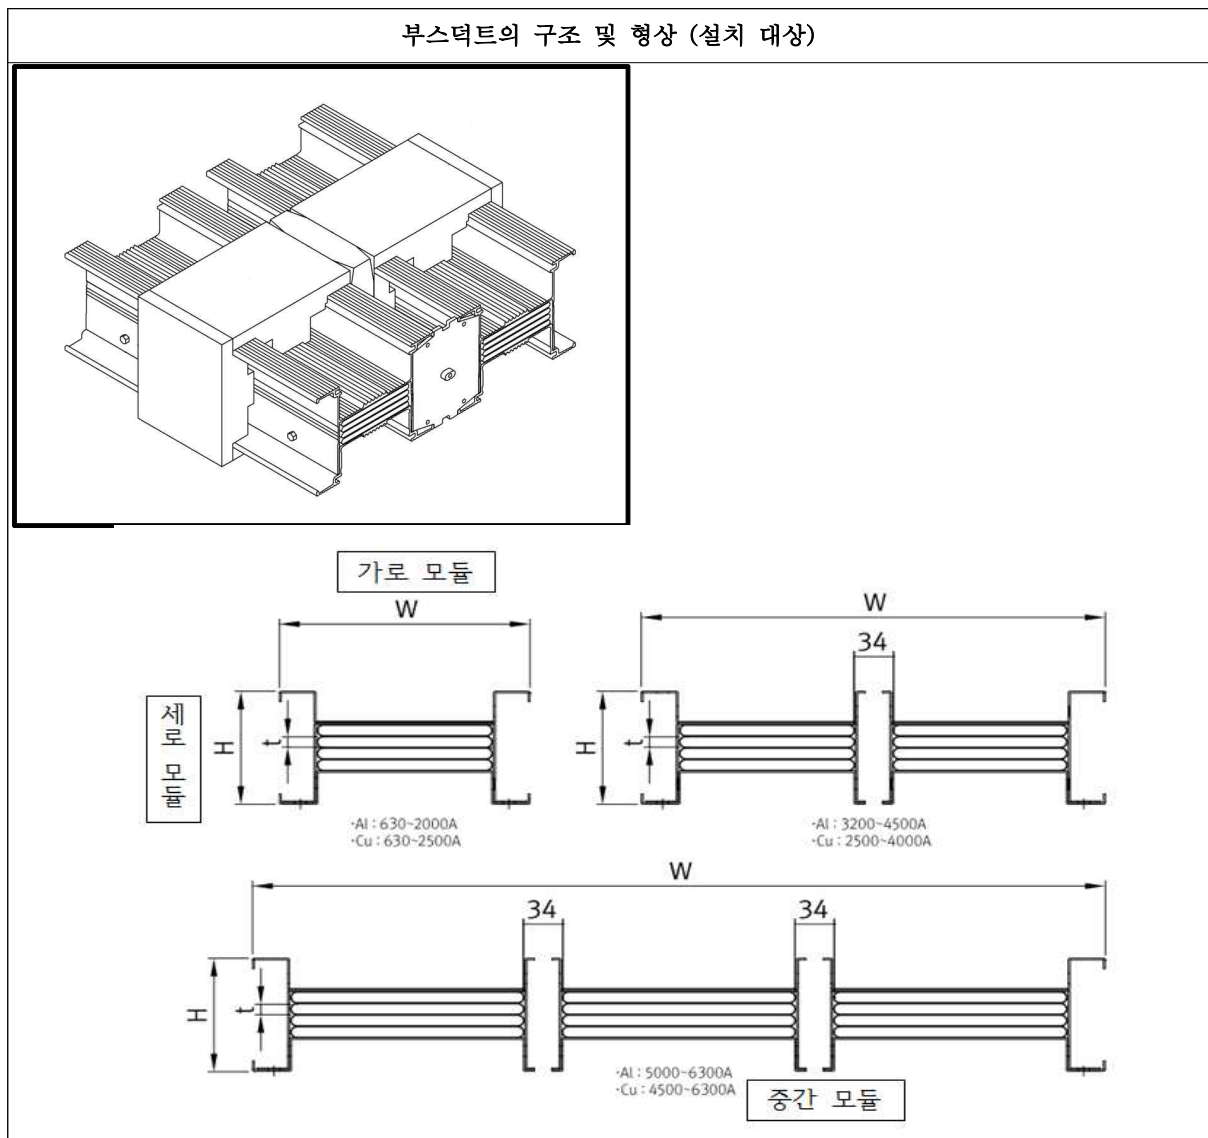 부스덕트의 구조 및 형상 (설치 대상)
가로 모듈
W
W
34
세로 모듈
H
t
H
t
·Al : 630~2000A
·Cu : 630~2500A
·Al : 3200~4500A
·Cu : 2500~4000A
W
34
34
H
t
·Al : 5000~6300A
·Cu : 4500~6300A
중간 모듈